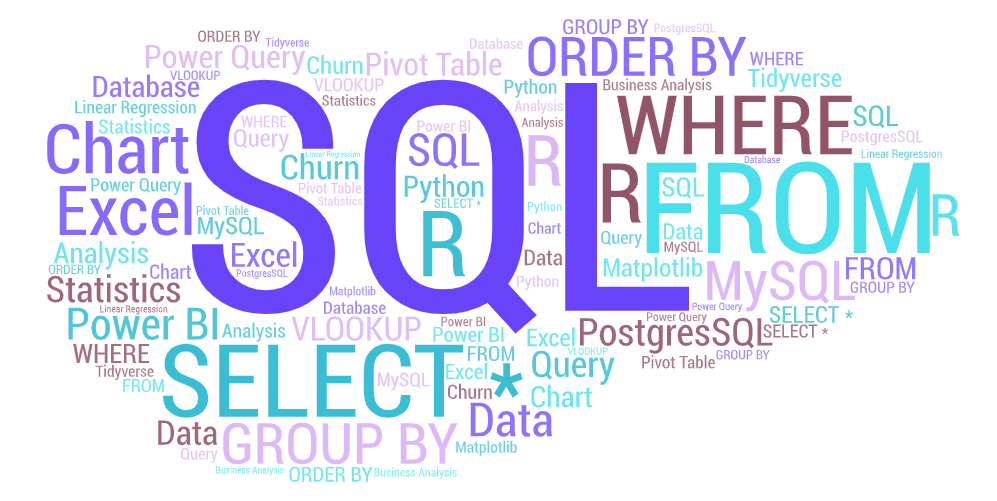 GROUP BY PostgresSQL
ORDER BY Tidyverse Database ORDER BY WHERE
Power Query Churn Pivot Table
VLOOKUP Tidyverse
Database VLOOKUP Python Business Analysis
Linear Regression Statistics Analysis WHERE SQL
Statistics WHERE Power BI Analysis PostgresSQL
Chart Query SQL Linear Regression
SQL
Churn Linear Regression R Database
Power Query Pivot Table Python R SQL FROM R
Excel Statistics SELECT *
Pivot Table MySQL R Python
Chart Query Data
Analysis Excel Data MySQL
ORDER BY Chart PostgresSQL Matplotlib FROM
Statistics Matplotlib Python MySQL GROUP BY
Linear Regression Database Power Query
Power BI Analysis VLOOKUP Power BI Power Query SELECT *
Power BI Excel PostgresSQL SELECT *
WHERE FROM VLOOKUP Pivot Table GROUP BY
Tidyverse SELECT * Excel Query
FROM MySQL Churn Chart
Data GROUP BY Data
Query Matplotlib
Business Analysis ORDER BY Business Analysis